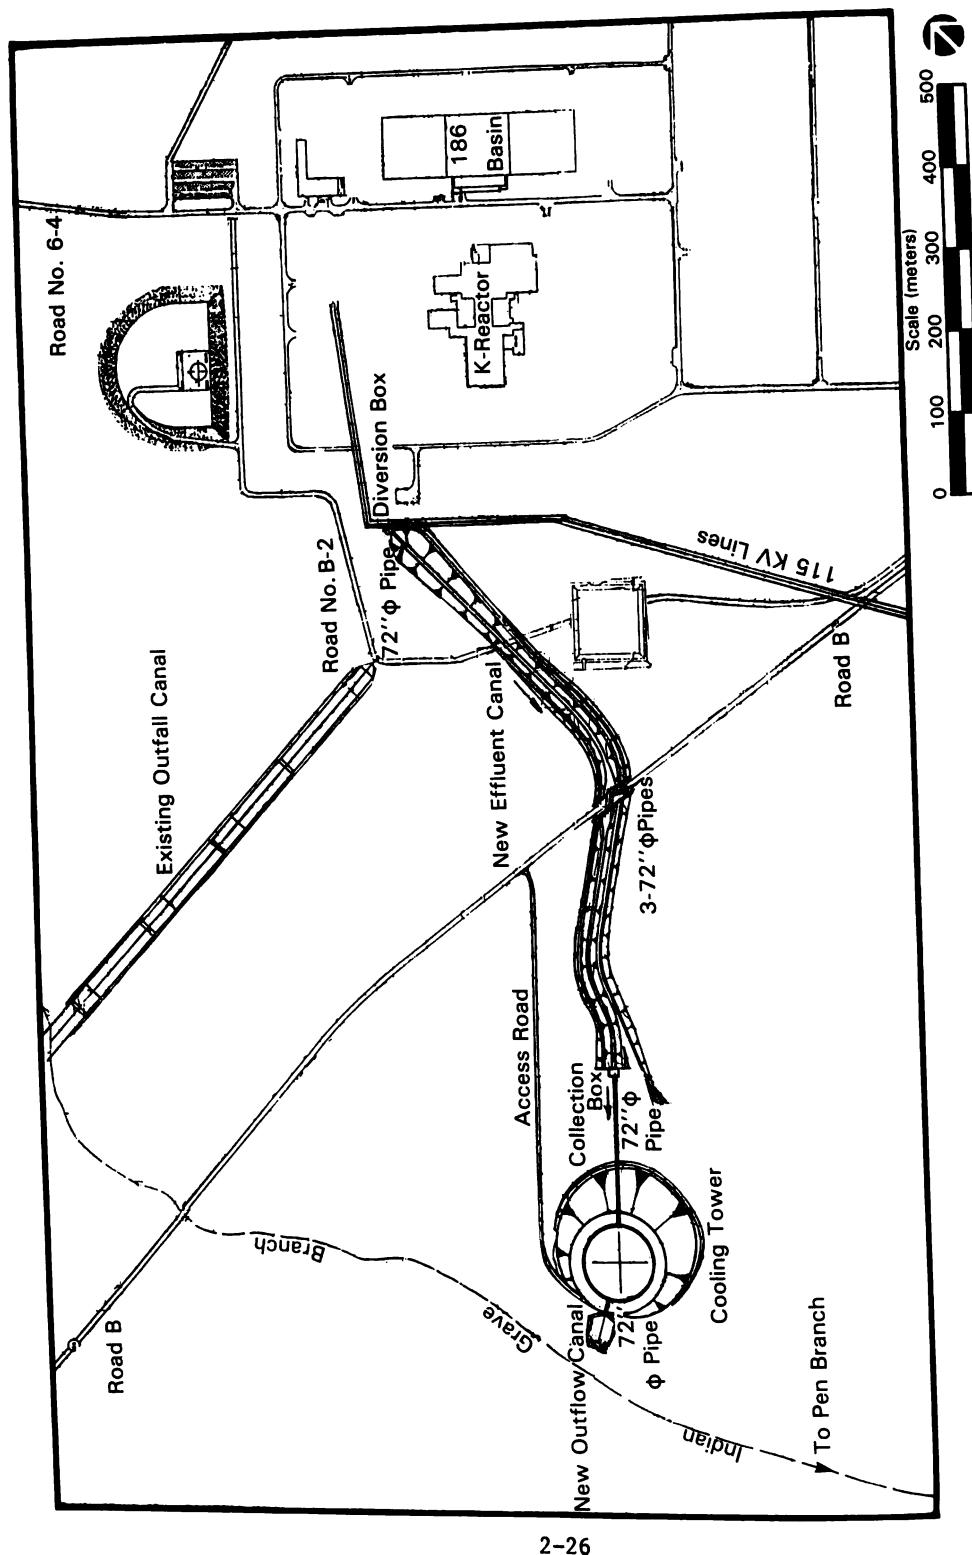 Road No. 6-4
186
Basin
K-Reactor
Diversion Box
Road No. B-2
72''Φ Pipe
115 KV Lines
Existing Outfall Canal
New Effluent Canal
Road B
3-72''ΦPipes
Access Road
Collection
Box
72''Φ
Pipe
Cooling Tower
Indian
Grave
Branch
Road B
New Outflow Canal
72''
Φ Pipe
To Pen Branch
0
100
200
300
400
500
Scale (meters)
2-26